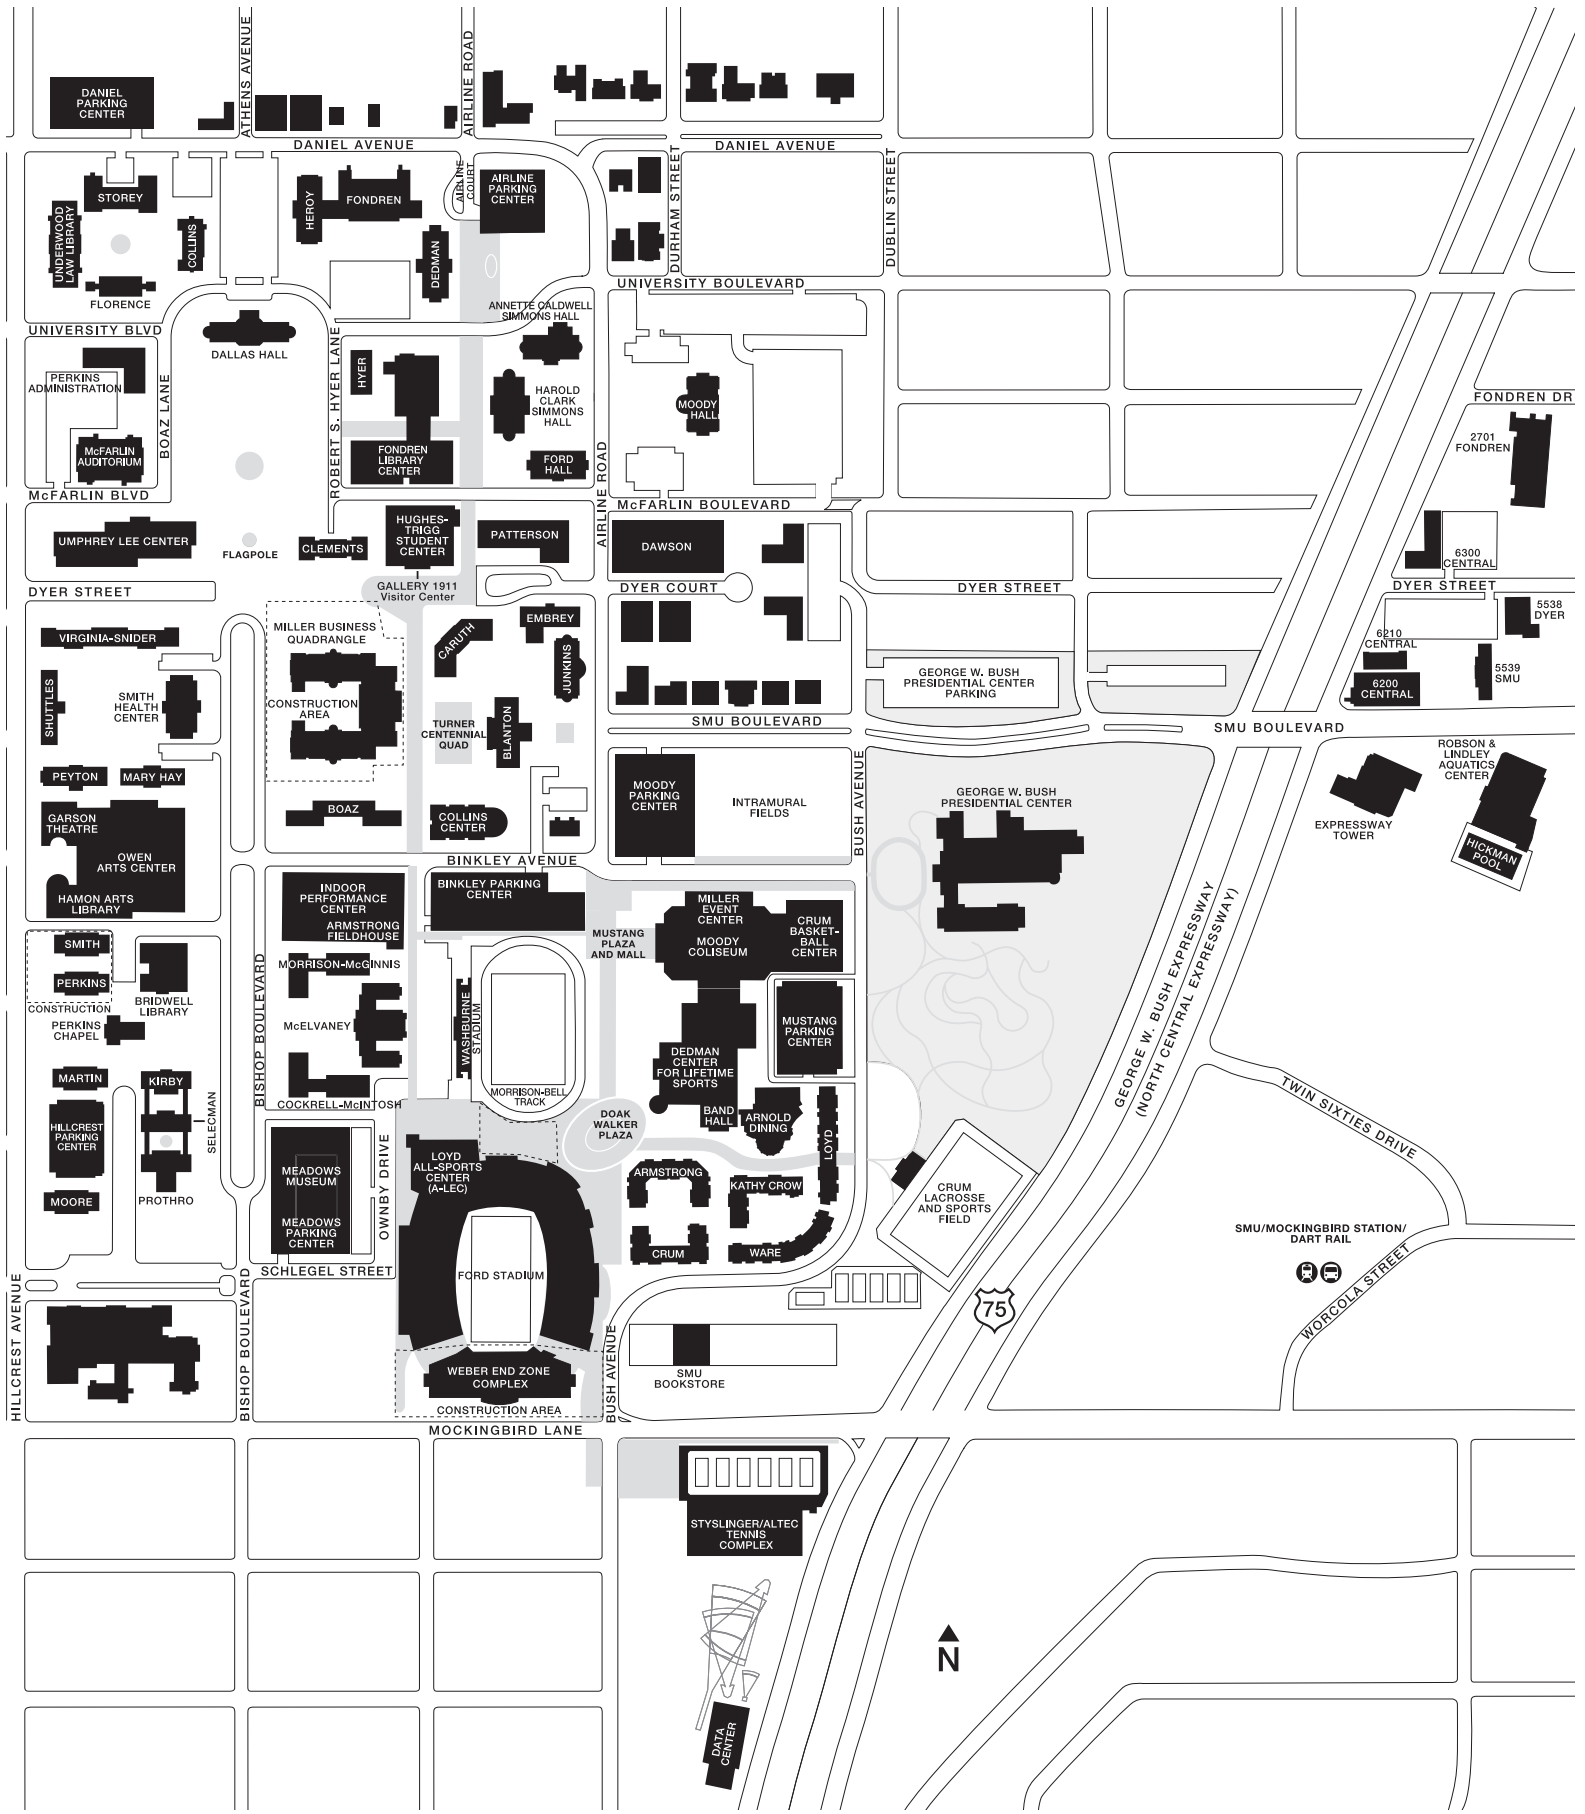 ATHENS AVENUE
AIRLINE ROAD
DANIEL
PARKING
CENTER
DANIEL AVENUE
DANIEL AVENUE
AIRLINE
COURT
AIRLINE
PARKING
CENTER
DURHAM STREET
DUBLIN STREET
STOREY
HEROY
FONDREN
UNDERWOOD
LAW LIBRARY
COLLINS
DEDMAN
FLORENCE
UNIVERSITY BOULEVARD
ANNETTE CALDWELL
SIMMONS HALL
UNIVERSITY BLVD
DALLAS HALL
ROBERT S. HYER LANE
HYER
PERKINS
ADMINISTRATION
BOAZ LANE
HAROLD
CLARK
SIMMONS
HALL
MOODY
HALL
FONDREN DR
2701
FONDREN
McFARLIN
AUDITORIUM
FONDREN
LIBRARY
CENTER
FORD
HALL
AIRLINE ROAD
McFARLIN BLVD
McFARLIN BOULEVARD
HUGHES-
TRIGG
STUDENT
CENTER
PATTERSON
UMPHREY LEE CENTER
FLAGPOLE
CLEMENTS
DAWSON
6300
CENTRAL
GALLERY 1911
Visitor Center
DYER STREET
DYER COURT
DYER STREET
DYER STREET
5538
DYER
VIRGINIA-SNIDER
MILLER BUSINESS
QUADRANGLE
CARUTH
EMBREY
JUNKINS
6210
CENTRAL
GEORGE W. BUSH
PRESIDENTIAL CENTER
PARKING
5539
SMU
6200
CENTRAL
SHUTTLES
SMITH
HEALTH
CENTER
CONSTRUCTION
AREA
TURNER
CENTENNIAL
QUAD
BLANTON
SMU BOULEVARD
SMU BOULEVARD
PEYTON
MARY HAY
ROBSON &
LINDLEY
AQUATICS
CENTER
BUSH AVENUE
MOODY
PARKING
CENTER
INTRAMURAL
FIELDS
GEORGE W. BUSH
PRESIDENTIAL CENTER
BOAZ
COLLINS
CENTER
GARSON
THEATRE
EXPRESSWAY
TOWER
HICKMAN
POOL
OWEN
ARTS CENTER
BINKLEY AVENUE
HAMON ARTS
LIBRARY
INDOOR
PERFORMANCE
CENTER
ARMSTRONG
FIELDHOUSE
BINKLEY PARKING
CENTER
MILLER
EVENT
CENTER
MOODY
COLISEUM
CRUM
BASKET-
BALL
CENTER
MUSTANG
PLAZA
AND MALL
GEORGE W. BUSH EXPRESSWAY
(NORTH CENTRAL EXPRESSWAY)
SMITH
PERKINS
CONSTRUCTION
BRIDWELL
LIBRARY
PERKINS
CHAPEL
BISHOP BOULEVARD
MORRISON-McGINNIS
McELVANEY
WASHBURNE
STADIUM
MUSTANG
PARKING
CENTER
DEDMAN
CENTER
FOR LIFETIME
SPORTS
MARTIN
KIRBY
COCKRELL-McINTOSH
MORRISON-BELL
TRACK
TWIN SIXTIES DRIVE
HILLCREST
PARKING
CENTER
SELECMAN
DOAK
WALKER
PLAZA
BAND
HALL
ARNOLD
DINING
LOYD
MOORE
PROTHRO
MEADOWS
MUSEUM
MEADOWS
PARKING
CENTER
OWNBY DRIVE
LOYD
ALL-SPORTS
CENTER
(A-LEC)
ARMSTRONG
KATHY CROW
CRUM
LACROSSE
AND SPORTS
FIELD
CRUM
WARE
SMU/MOCKINGBIRD STATION/
DART RAIL
SCHLEGEL STREET
FORD STADIUM
WORCOLA STREET
75
HILLCREST AVENUE
BISHOP BOULEVARD
WEBER END ZONE
COMPLEX
CONSTRUCTION AREA
BUSH AVENUE
SMU
BOOKSTORE
MOCKINGBIRD LANE
STYSLINGER/ALTEC
TENNIS
COMPLEX
N
DATA
CENTER